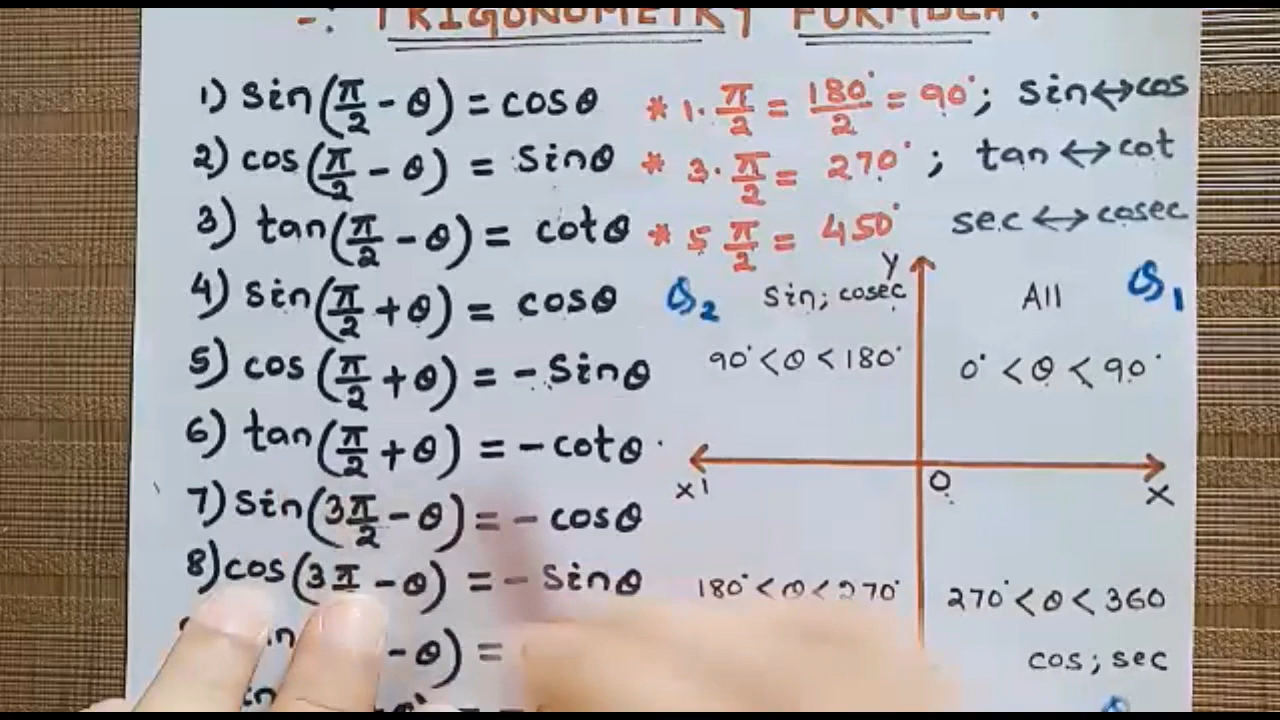 -: TRIGONOMETRY FORMULA :
1) sin(π/2 - θ) = cosθ
2) cos(π/2 - θ) = sinθ
3) tan(π/2 - θ) = cotθ
4) sin(π/2 + θ) = cosθ
5) cos(π/2 + θ) = - sinθ
6) tan(π/2 + θ) = - cotθ
7) sin(3π/2 - θ) = - cosθ
8) cos(3π - θ) = - sinθ
- θ) =
* 1. π/2 = 180°/2 = 90° ; sin↔cos
* 3. π/2 = 270° ; tan↔cot
* 5 π/2 = 450° sec↔cosec
Y
Q2 sin; cosec All Q1
90° < θ < 180° 0° < θ < 90°
X' O X
180° < θ < 270° 270° < θ < 360
cos; sec